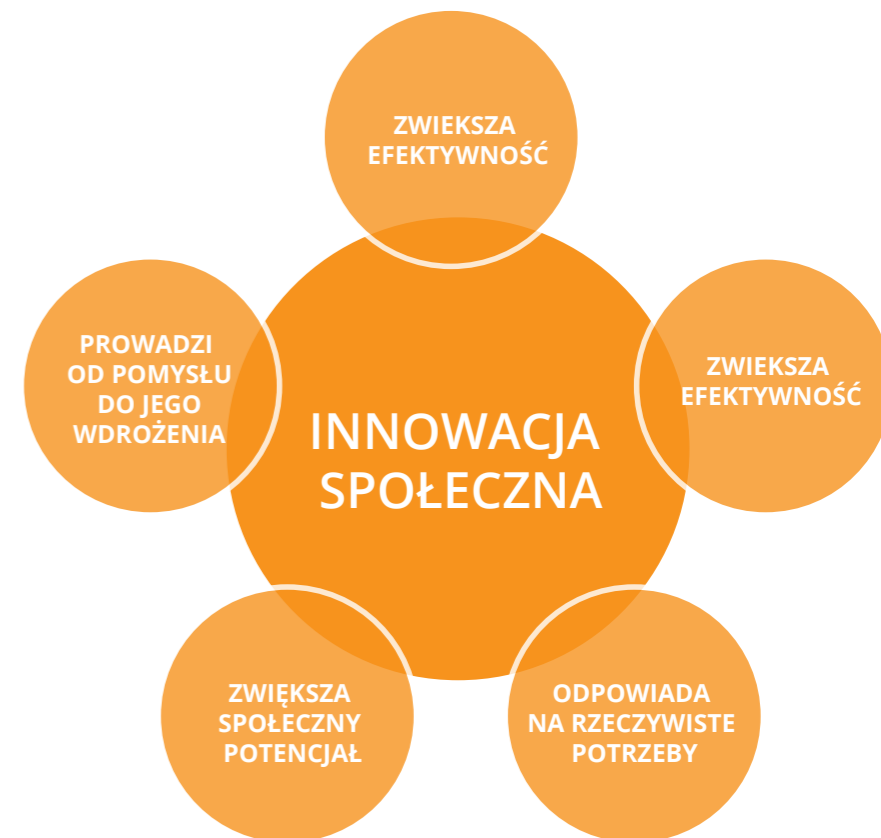 ZWIEKSZA
EFEKTYWNOŚĆ
PROWADZI
OD POMYSŁU
DO JEGO
WDROŻENIA
ZWIEKSZA
EFEKTYWNOŚĆ
INNOWACJA
SPOŁECZNA
ZWIĘKSZA
SPOŁECZNY
POTENCJAŁ
ODPOWIADA
NA RZECZYWISTE
POTRZEBY